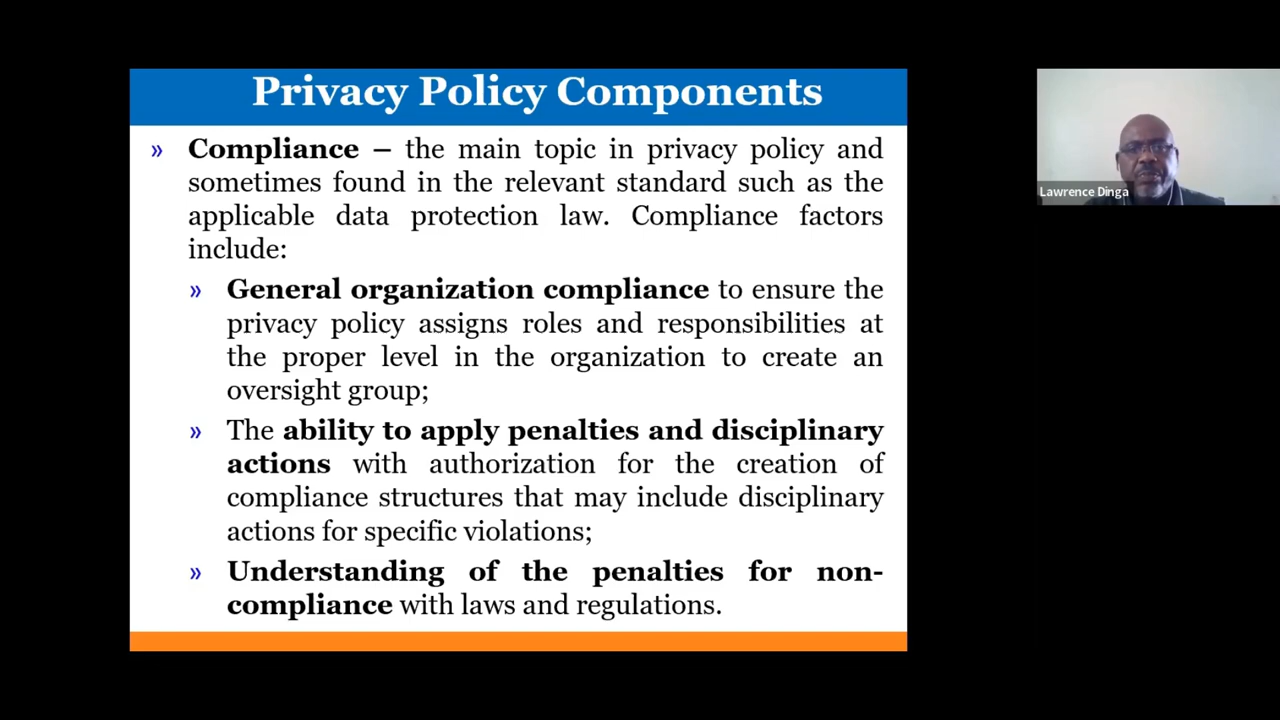 Privacy Policy Components
» Compliance – the main topic in privacy policy and
sometimes found in the relevant standard such as the
applicable data protection law. Compliance factors
include:
» General organization compliance to ensure the
privacy policy assigns roles and responsibilities at
the proper level in the organization to create an
oversight group;
» The ability to apply penalties and disciplinary
actions with authorization for the creation of
compliance structures that may include disciplinary
actions for specific violations;
» Understanding of the penalties for non-
compliance with laws and regulations.
Lawrence Dinga